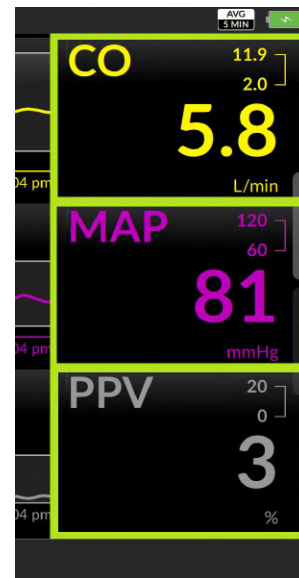 AVG
5 MIN
CO
11.9
2.0
5.8
L/min
04 pm
MAP
120
60
81
mmHg
04 pm
PPV
20
0
3
%
04 pm